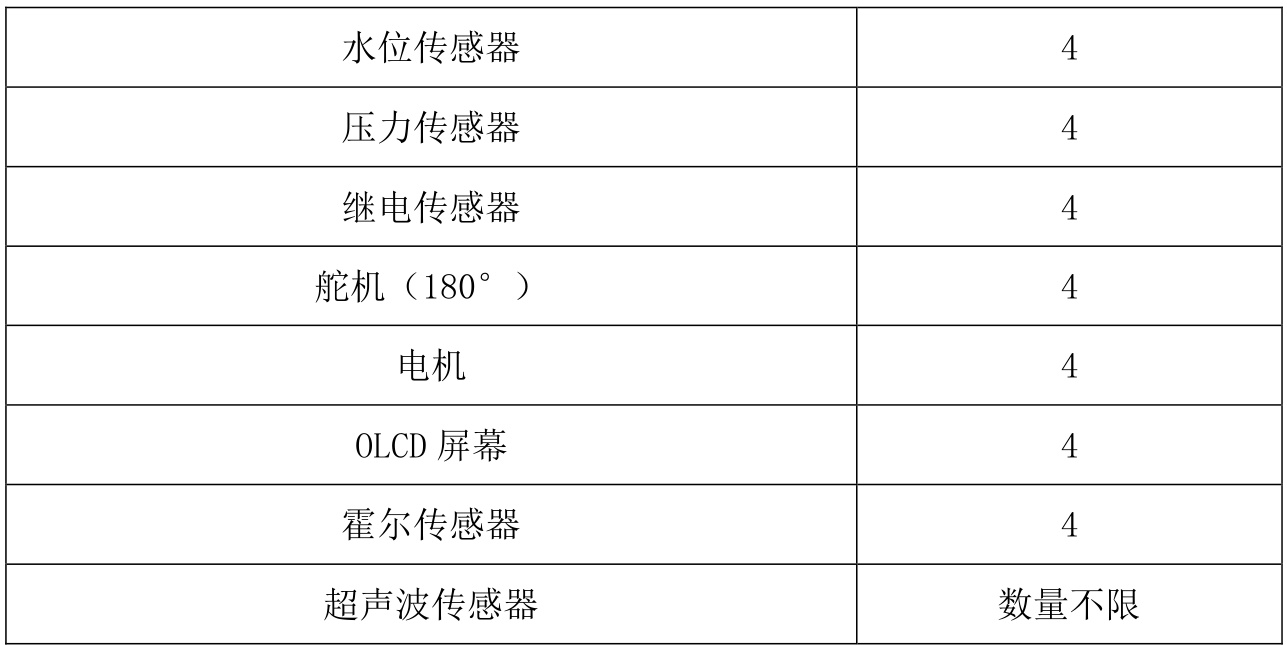 水位传感器 4
压力传感器 4
继电传感器 4
舵机（180°） 4
电机 4
OLCD 屏幕 4
霍尔传感器 4
超声波传感器 数量不限